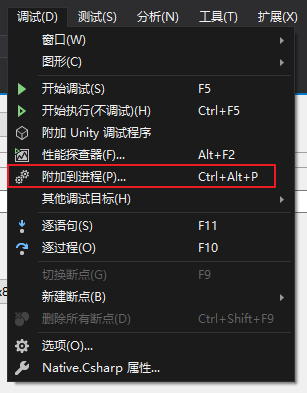 调试(D) 测试(S) 分析(N) 工具(T) 扩展(X)
窗口(W)
图形(C)
开始调试(S) F5
开始执行(不调试)(H) Ctrl+F5
附加 Unity 调试程序
性能探查器(F)... Alt+F2
附加到进程(P)... Ctrl+Alt+P
其他调试目标(H)
逐语句(S) F11
逐过程(O) F10
切换断点(G) F9
新建断点(B)
删除所有断点(D) Ctrl+Shift+F9
选项(O)...
Native.Csharp 属性...